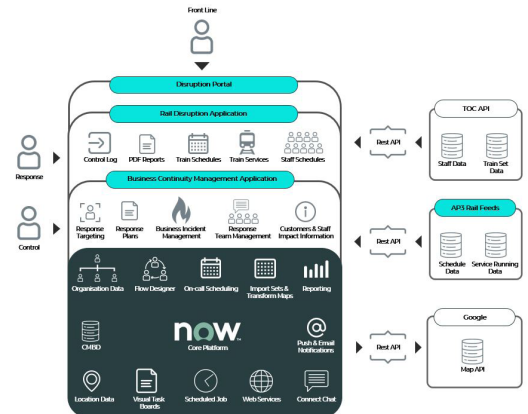 Front Line
Disruption Portal
Rail Disruption Application
Control Log
PDF Reports
Train Schedules
Train Services
Staff Schedules
Business Continuity Management Application
Response
Targeting
Response
Plans
Business Incident
Management
Response
Team Management
Customers & Staff
Impact Information
Organisation Data
Flow Designer
On-call Scheduling
Import Sets &
Transform Maps
Reporting
CMBD
now
Core Platform
Push & Email
Notifications
Location Data
Visual Task
Boards
Scheduled Job
Web Services
Connect Chat
Response
Control
Rest API
TOC API
Staff Data
Train Set
Data
Rest API
AP3 Rail Feeds
Schedule
Data
Service Running
Data
Rest API
Google
Map API